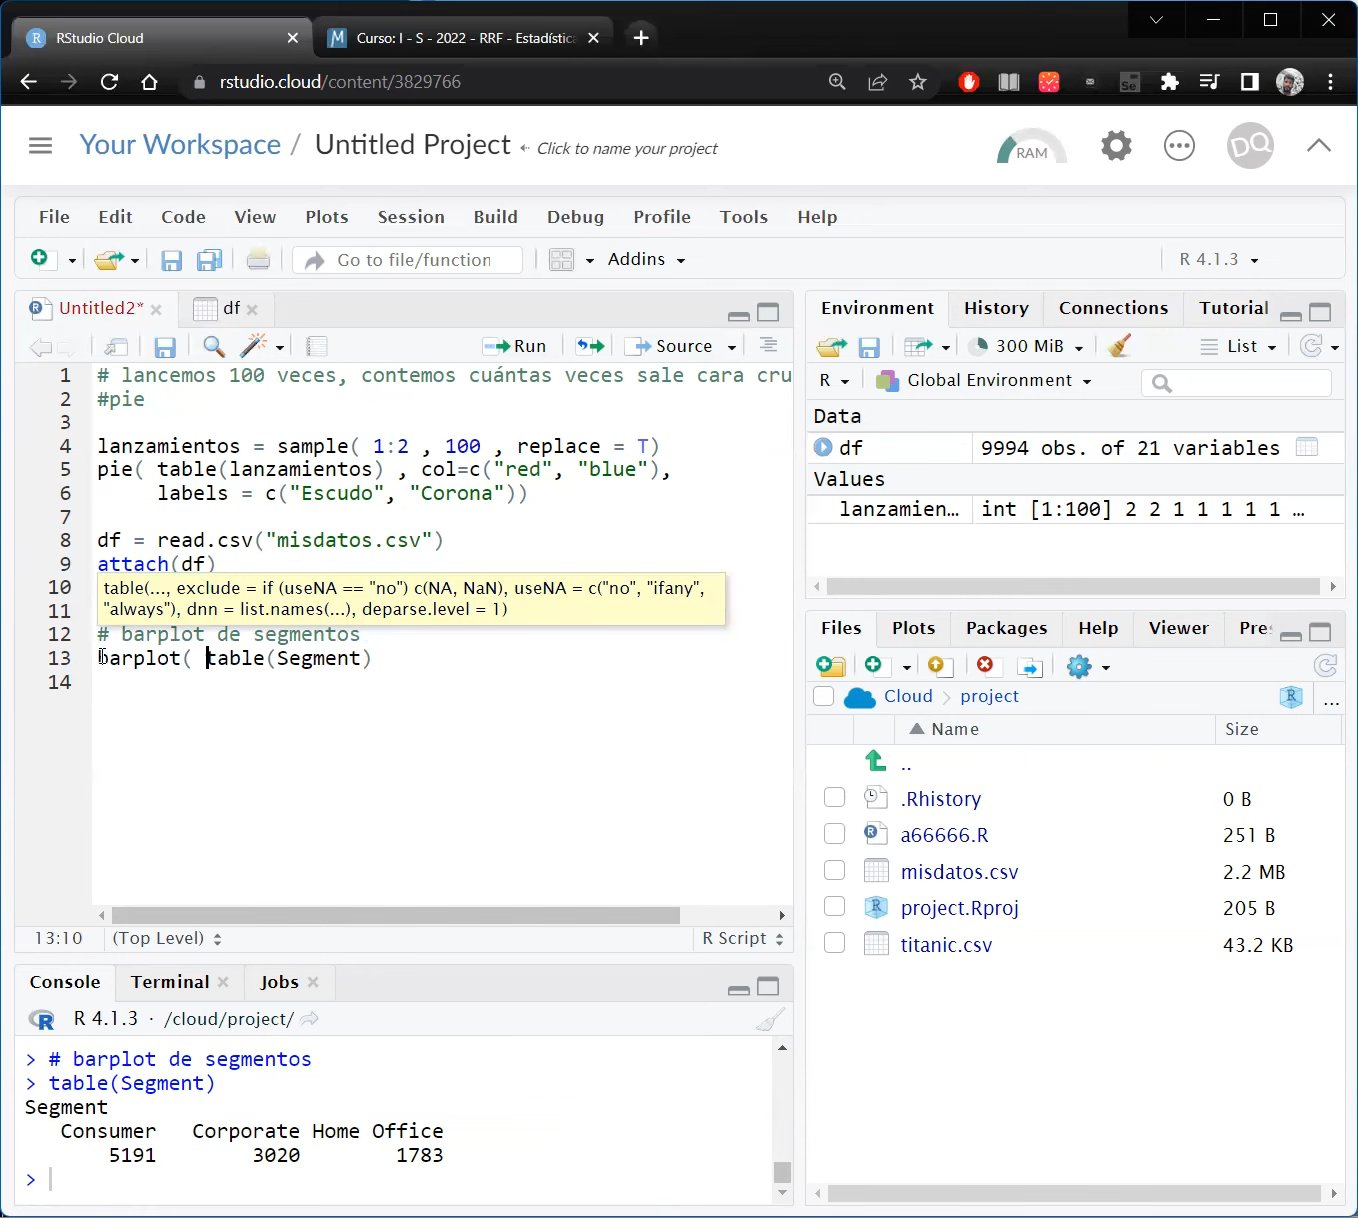 RStudio Cloud
Curso: I - S - 2022 - RRF - Estadístic
rstudio.cloud/content/3829766
Your Workspace / Untitled Project Click to name your project
RAM
DQ
File Edit Code View Plots Session Build Debug Profile Tools Help
Go to file/function
Addins
R 4.1.3
Untitled2*
df
Run
Source
1 # lancemos 100 veces, contemos cuántas veces sale cara cru
2 #pie
3
4 lanzamientos = sample( 1:2 , 100 , replace = T)
5 pie( table(lanzamientos) , col=c("red", "blue"),
6 labels = c("Escudo", "Corona"))
7
8 df = read.csv("misdatos.csv")
9 attach(df)
10
table(..., exclude = if (useNA == "no") c(NA, NaN), useNA = c("no", "ifany",
11
"always"), dnn = list.names(...), deparse.level = 1)
12 # barplot de segmentos
13 barplot( table(Segment)
14
13:10 (Top Level) R Script
Console Terminal Jobs
R 4.1.3 · /cloud/project/
> # barplot de segmentos
> table(Segment)
Segment
Consumer Corporate Home Office
5191 3020 1783
>
Environment History Connections Tutorial
300 MiB
List
R Global Environment
Data
df 9994 obs. of 21 variables
Values
lanzamien… int [1:100] 2 2 1 1 1 1 1 …
Files Plots Packages Help Viewer Pre
Cloud project
R
...
Name Size
..
.Rhistory 0 B
a66666.R 251 B
misdatos.csv 2.2 MB
project.Rproj 205 B
titanic.csv 43.2 KB